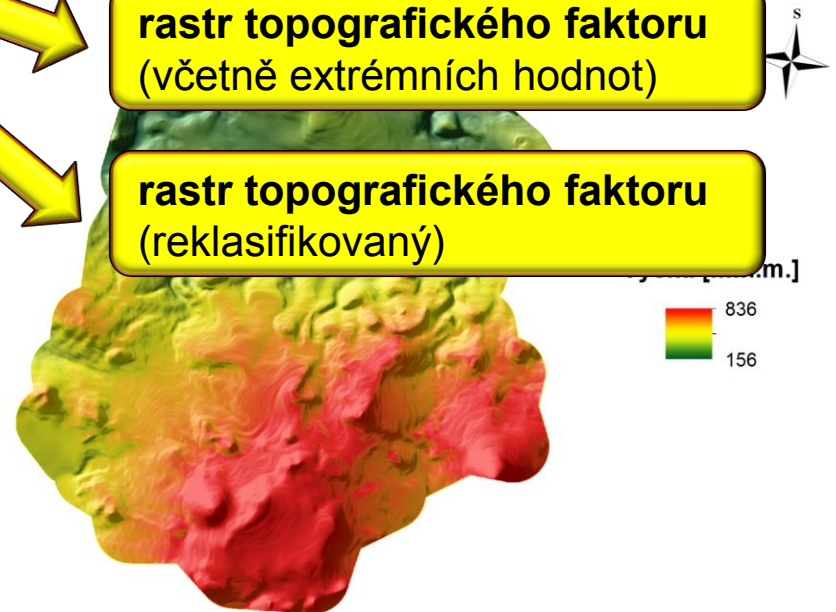 rastr topografického faktoru
(včetně extrémních hodnot)
S
rastr topografického faktoru
(reklasifikovaný)
836
156